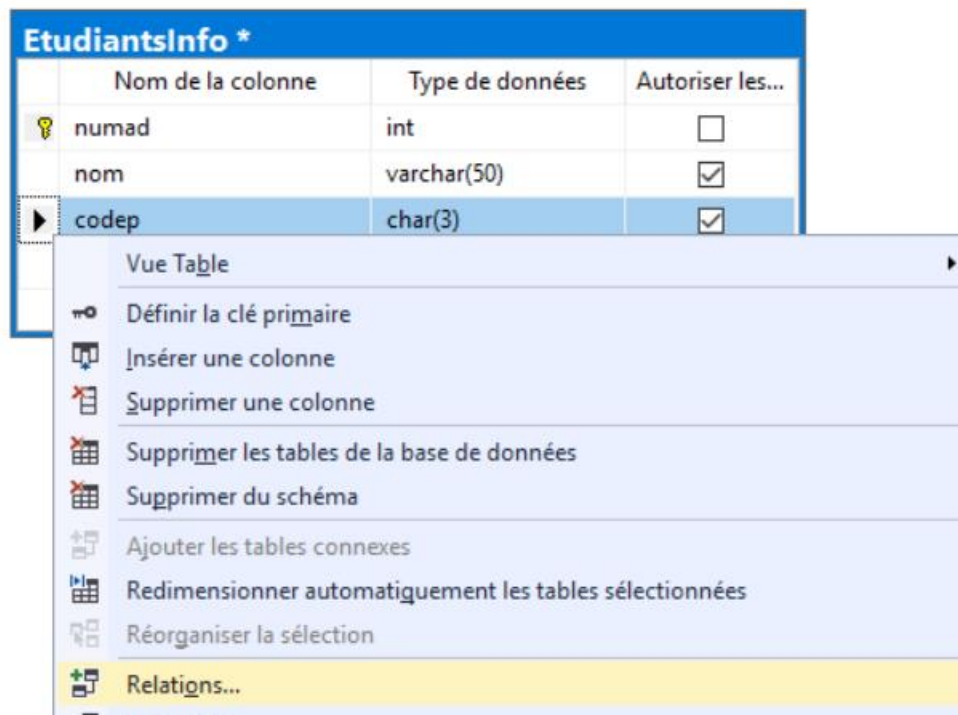 EtudiantsInfo *
Nom de la colonne Type de données Autoriser les...
numad int
nom varchar(50)
codep char(3)
Vue Table
Définir la clé primaire
Insérer une colonne
Supprimer une colonne
Supprimer les tables de la base de données
Supprimer du schéma
Ajouter les tables connexes
Redimensionner automatiquement les tables sélectionnées
Réorganiser la sélection
Relations...